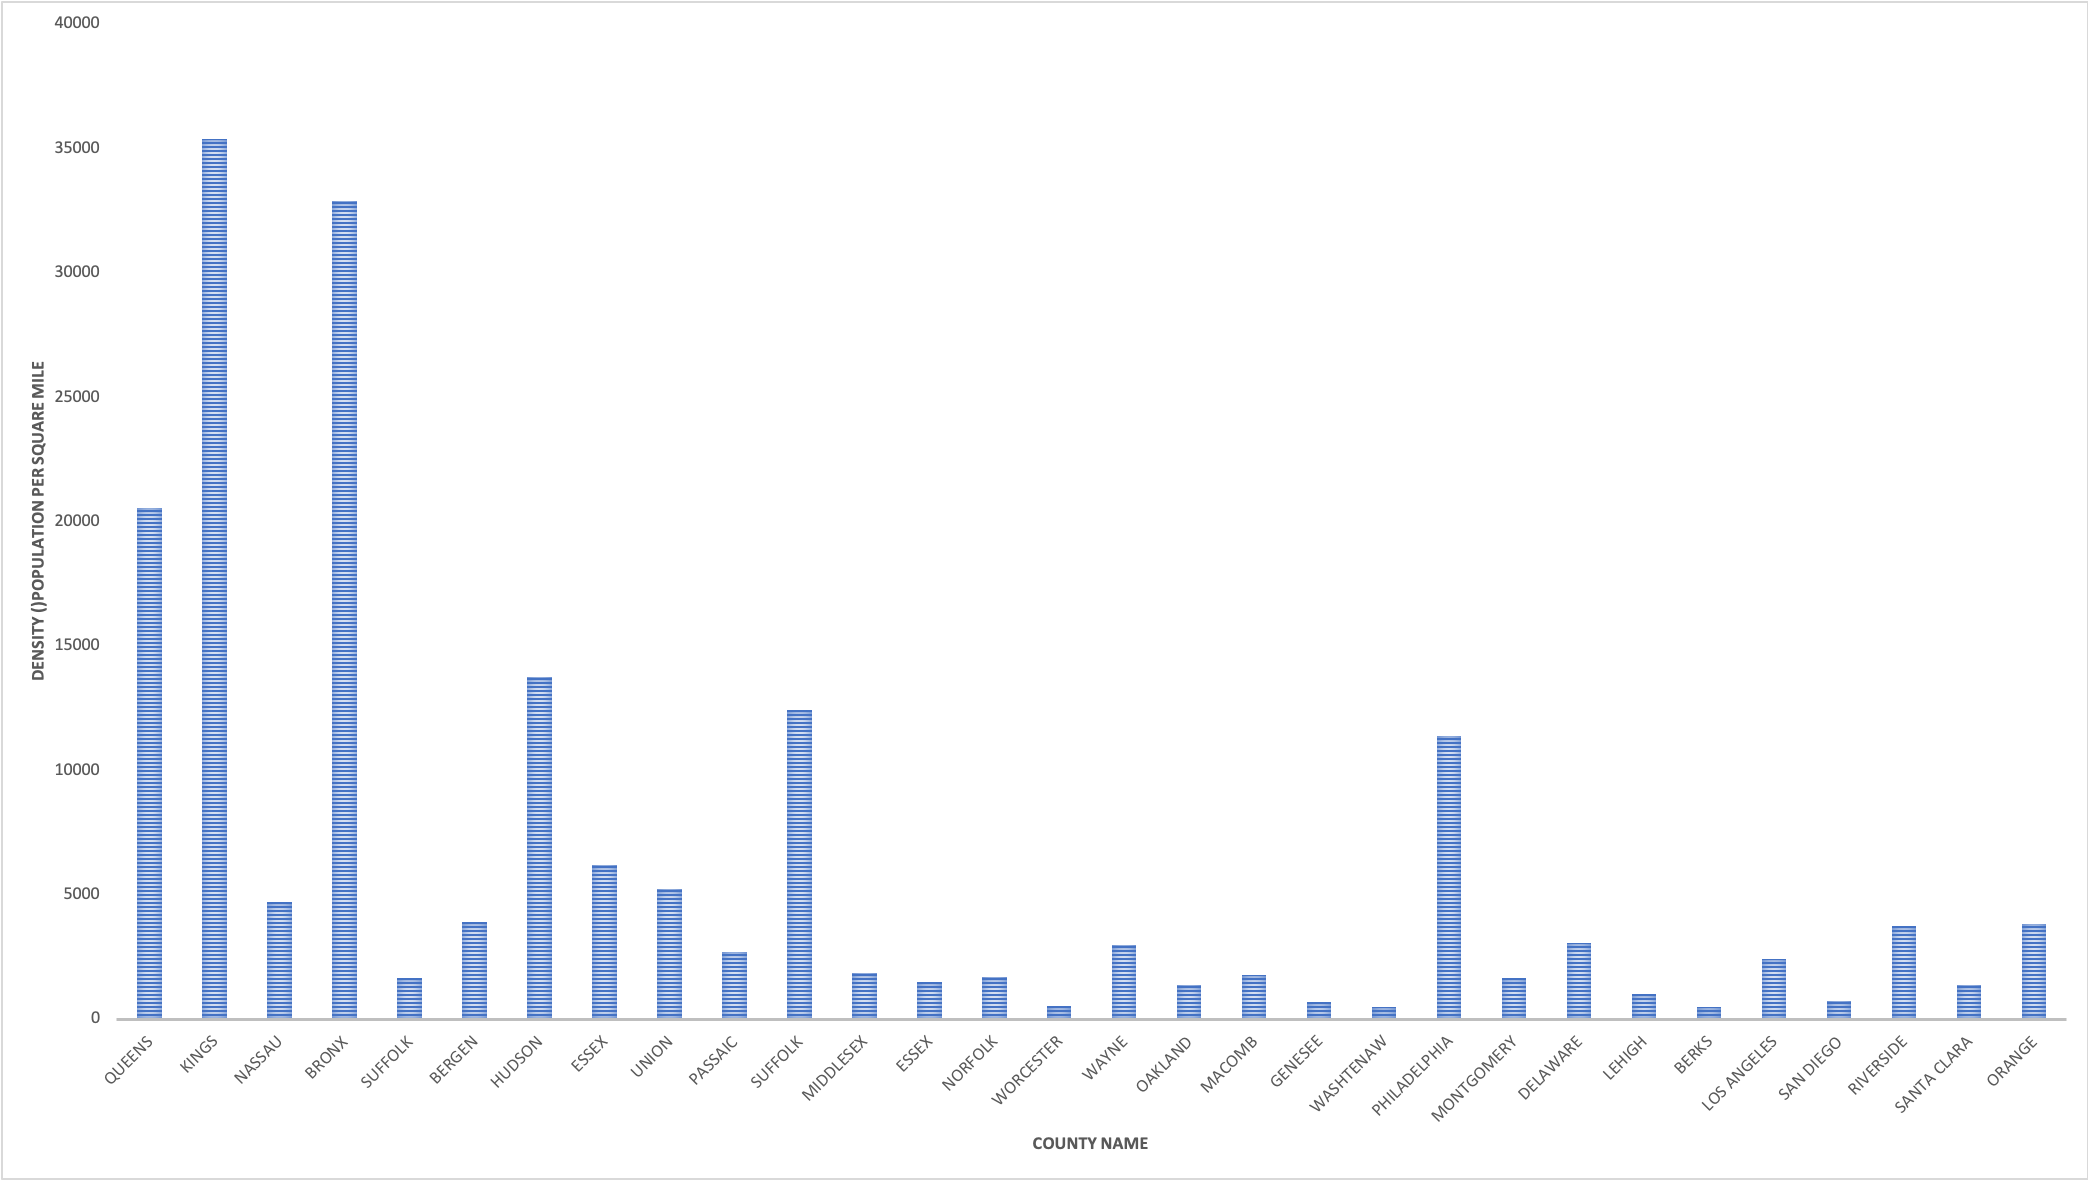 40000
35000
30000
25000
20000
15000
10000
5000
0
DENSITY ()POPULATION PER SQUARE MILE
QUEENS
KINGS
NASSAU
BRONX
SUFFOLK
BERGEN
HUDSON
ESSEX
UNION
PASSAIC
SUFFOLK
MIDDLESEX
ESSEX
NORFOLK
WORCESTER
WAYNE
OAKLAND
MACOMB
GENESEE
WASHTENAW
PHILADELPHIA
MONTGOMERY
DELAWARE
LEHIGH
BERKS
LOS ANGELES
SAN DIEGO
RIVERSIDE
SANTA CLARA
ORANGE
COUNTY NAME